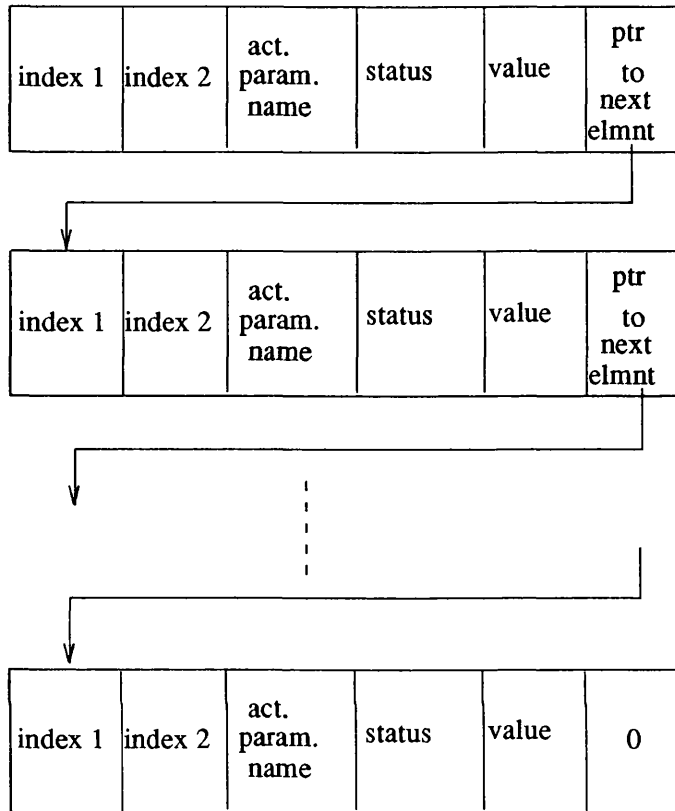 index 1
index 2
act.
param.
name
status
value
ptr
to
next
elmnt
index 1
index 2
act.
param.
name
status
value
ptr
to
next
elmnt
index 1
index 2
act.
param.
name
status
value
0